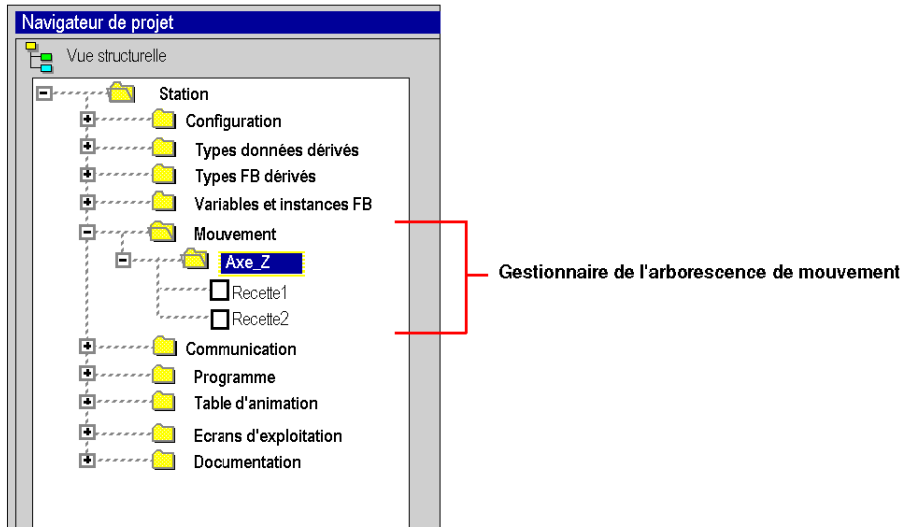 Navigateur de projet
Vue structurelle
Station
Configuration
Types données dérivés
Types FB dérivés
Variables et instances FB
Mouvement
Axe_Z
Gestionnaire de l'arborescence de mouvement
Recette1
Recette2
Communication
Programme
Table d'animation
Ecrans d'exploitation
Documentation